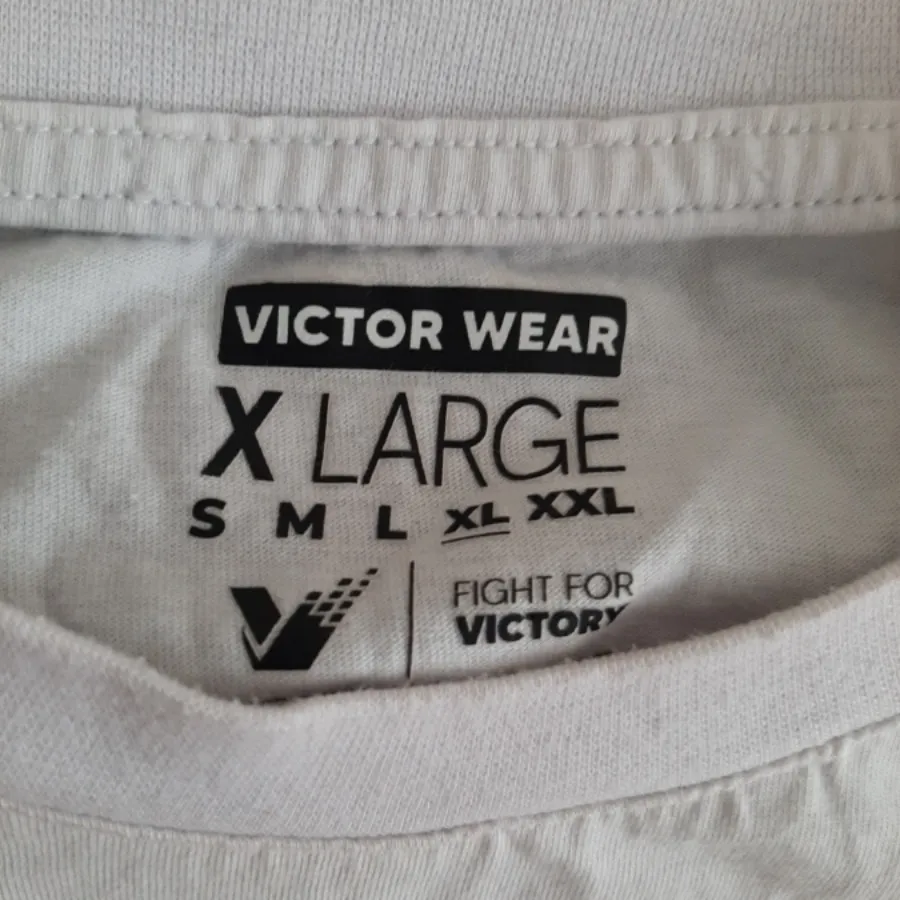 VICTOR WEAR
X LARGE
S M L XL XXL
FIGHT FOR
VICTORY